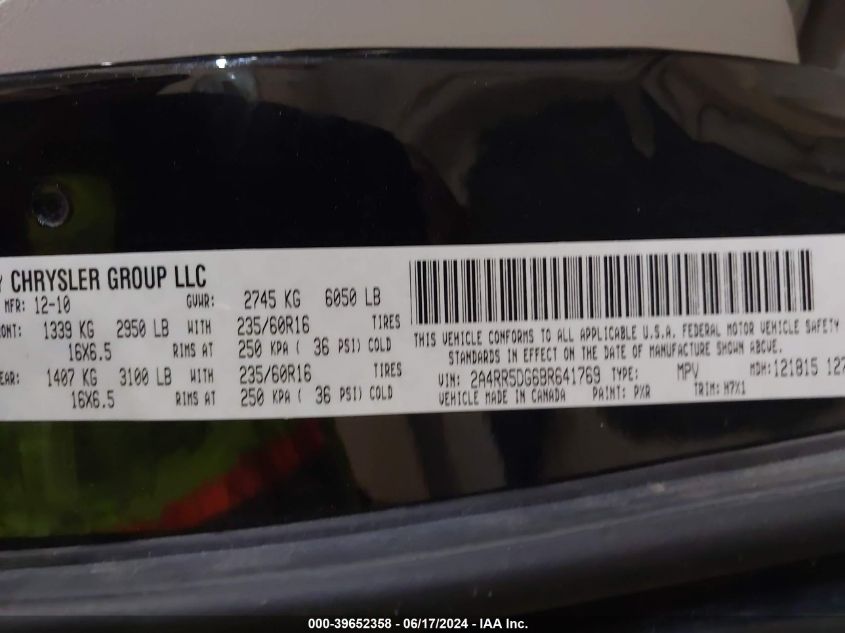 CHRYSLER GROUP LLC
MFR: 12-10 GVWR: 2745 KG 6050 LB
1339 KG 2950 LB WITH 235/60R16 TIRES
16X6.5 RIMS AT 250 KPA ( 36 PSI) COLD
1407 KG 3100 LB WITH 235/60R16 TIRES
16X6.5 RIMS AT 250 KPA ( 36 PSI) COLD
THIS VEHICLE CONFORMS TO ALL APPLICABLE U.S.A. FEDERAL MOTOR VEHICLE SAFETY
STANDARDS IN EFFECT ON THE DATE OF MANUFACTURE SHOWN ABOVE.
VIN: 2A4RR5DG6BR641769 TYPE: MPV MDH: 121815 127
VEHICLE MADE IN CANADA PAINT: PXR TRIM: M7X1
000-39652358 - 06/17/2024 - IAA Inc.